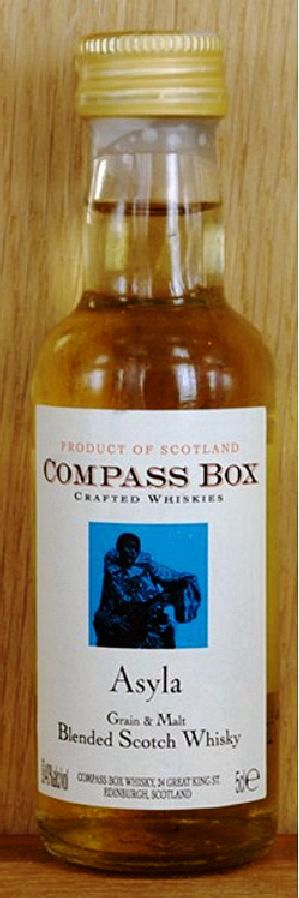 PRODUCT OF SCOTLAND
COMPASS BOX
CRAFTED WHISKIES
Asyla
Grain & Malt
Blended Scotch Whisky
COMPASS BOX WHISKY, 24 GREAT KING ST.
EDINBURGH, SCOTLAND
5cl℮